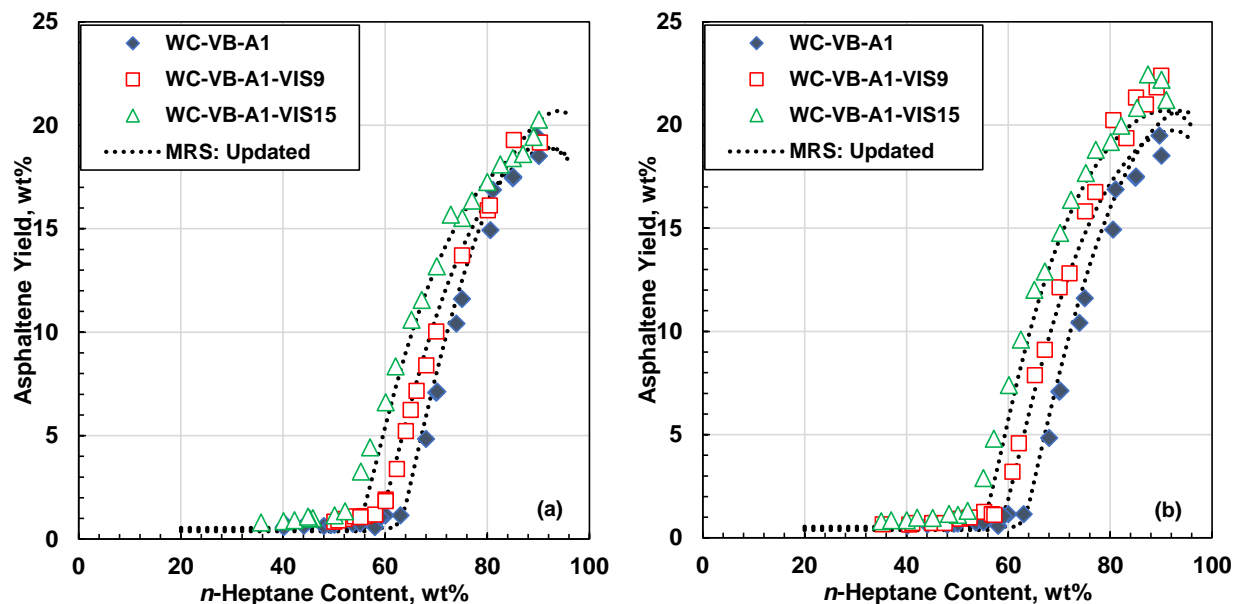 25
20
15
10
5
0
Asphaltene Yield, wt%
WC-VB-A1
WC-VB-A1-VIS9
WC-VB-A1-VIS15
MRS: Updated
(a)
0 20 40 60 80 100
n-Heptane Content, wt%
25
20
15
10
5
0
Asphaltene Yield, wt%
WC-VB-A1
WC-VB-A1-VIS9
WC-VB-A1-VIS15
MRS: Updated
(b)
0 20 40 60 80 100
n-Heptane Content, wt%